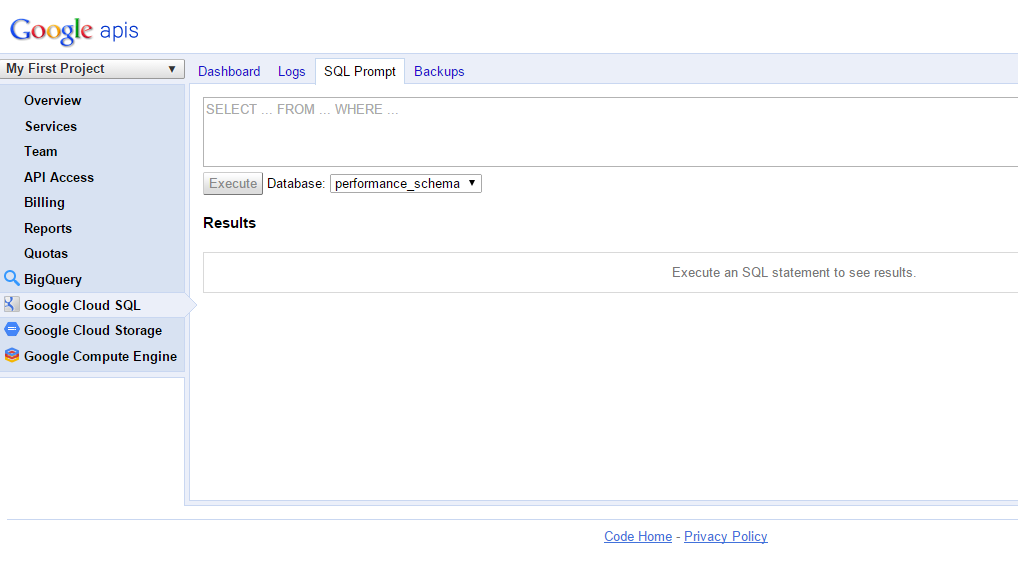 Google apis
My First Project ▼
Dashboard Logs SQL Prompt Backups
Overview
Services
Team
API Access
Billing
Reports
Quotas
BigQuery
Google Cloud SQL
Google Cloud Storage
Google Compute Engine
SELECT ... FROM ... WHERE ...
Execute Database: performance_schema ▼
Results
Execute an SQL statement to see results.
Code Home - Privacy Policy